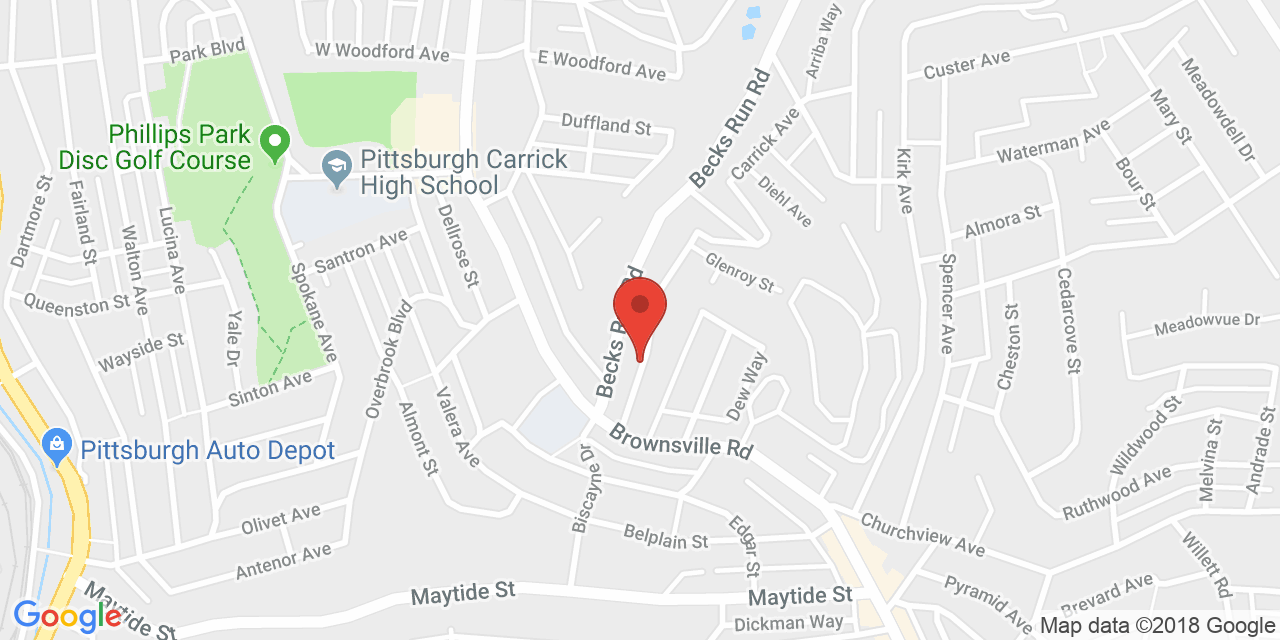 Park Blvd
W Woodford Ave
E Woodford Ave
Arriba Way
Custer Ave
Meadowdell Dr
Mary St
Becks Run Rd
Duffland St
Carrick Ave
Waterman Ave
Phillips Park
Disc Golf Course
Pittsburgh Carrick
High School
Kirk Ave
Bour St
Diehl Ave
Dartmore St
Fairland St
Lucina Ave
Walton Ave
Dellrose St
Santron Ave
Almora St
Glenroy St
Spencer Ave
Cedarcove St
Queenston St
Spokane Ave
Yale Dr
Wayside St
Overbrook Blvd
Cheston St
Meadowvue Dr
Becks R
d
Sinton Ave
Dew Way
Valera Ave
Almont St
Pittsburgh Auto Depot
Brownsville Rd
Wildwood St
Melvina St
Andrade St
Ruthwood Ave
Biscayne Dr
Olivet Ave
Antenor Ave
Belplain St
Edgar St
Churchview Ave
Willett Rd
Maytide St
Maytide St
Maytide St
Pyramid Ave
Brevard Ave
Dickman Way
Google
Map data ©2018 Google